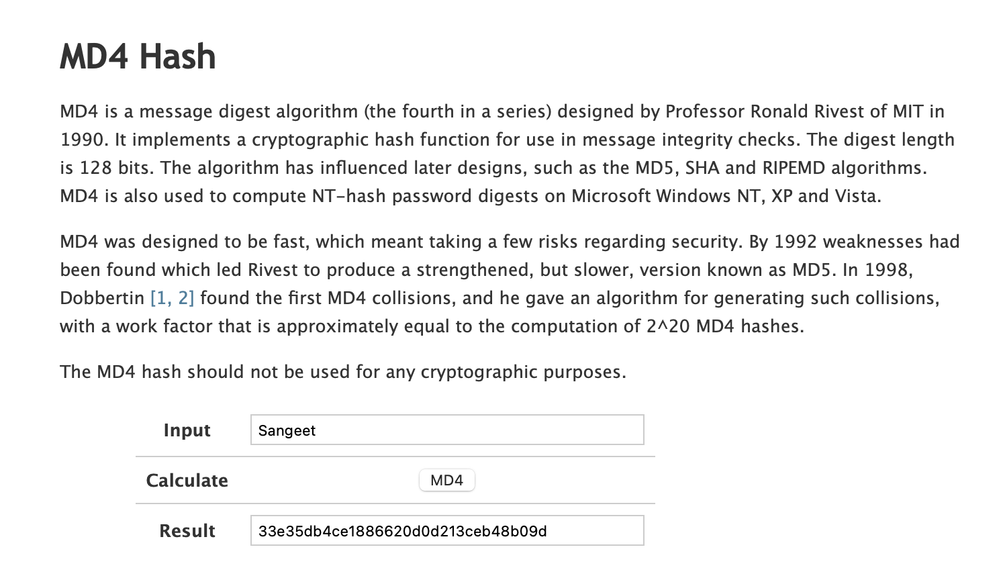 MD4 Hash
MD4 is a message digest algorithm (the fourth in a series) designed by Professor Ronald Rivest of MIT in
1990. It implements a cryptographic hash function for use in message integrity checks. The digest length
is 128 bits. The algorithm has influenced later designs, such as the MD5, SHA and RIPEMD algorithms.
MD4 is also used to compute NT-hash password digests on Microsoft Windows NT, XP and Vista.
MD4 was designed to be fast, which meant taking a few risks regarding security. By 1992 weaknesses had
been found which led Rivest to produce a strengthened, but slower, version known as MD5. In 1998,
Dobbertin [1, 2] found the first MD4 collisions, and he gave an algorithm for generating such collisions,
with a work factor that is approximately equal to the computation of 2^20 MD4 hashes.
The MD4 hash should not be used for any cryptographic purposes.
Input Sangeet
Calculate MD4
Result 33e35db4ce1886620d0d213ceb48b09d